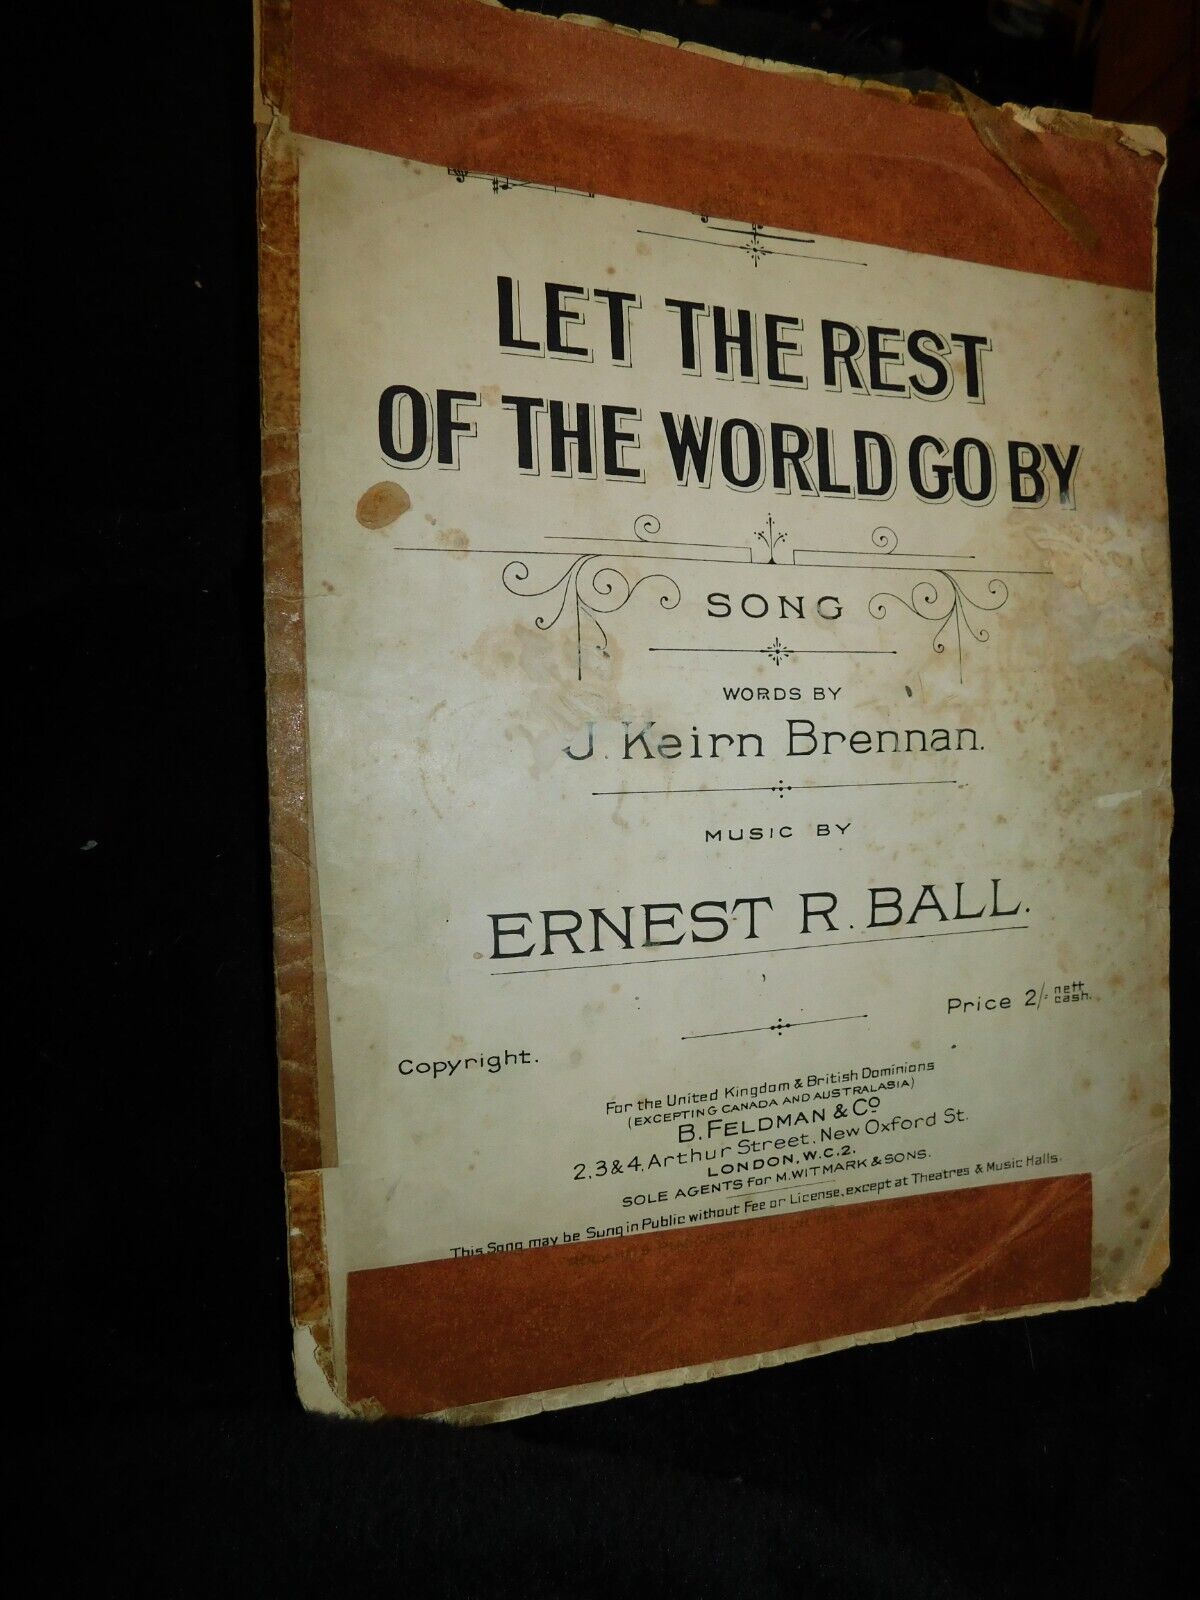 LET THE REST
OF THE WORLD GO BY
SONG
WORDS BY
J. Keirn Brennan.
MUSIC BY
ERNEST R. BALL.
Price 2/- nett cash.
Copyright.
For the United Kingdom & British Dominions
(EXCEPTING CANADA AND AUSTRALASIA)
B. FELDMAN & Co
2, 3 & 4, Arthur Street, New Oxford St.
LONDON, W.C.2,
SOLE AGENTS for M. WITMARK & SONS.
This Song may be Sung in Public without Fee or License, except at Theatres & Music Halls.